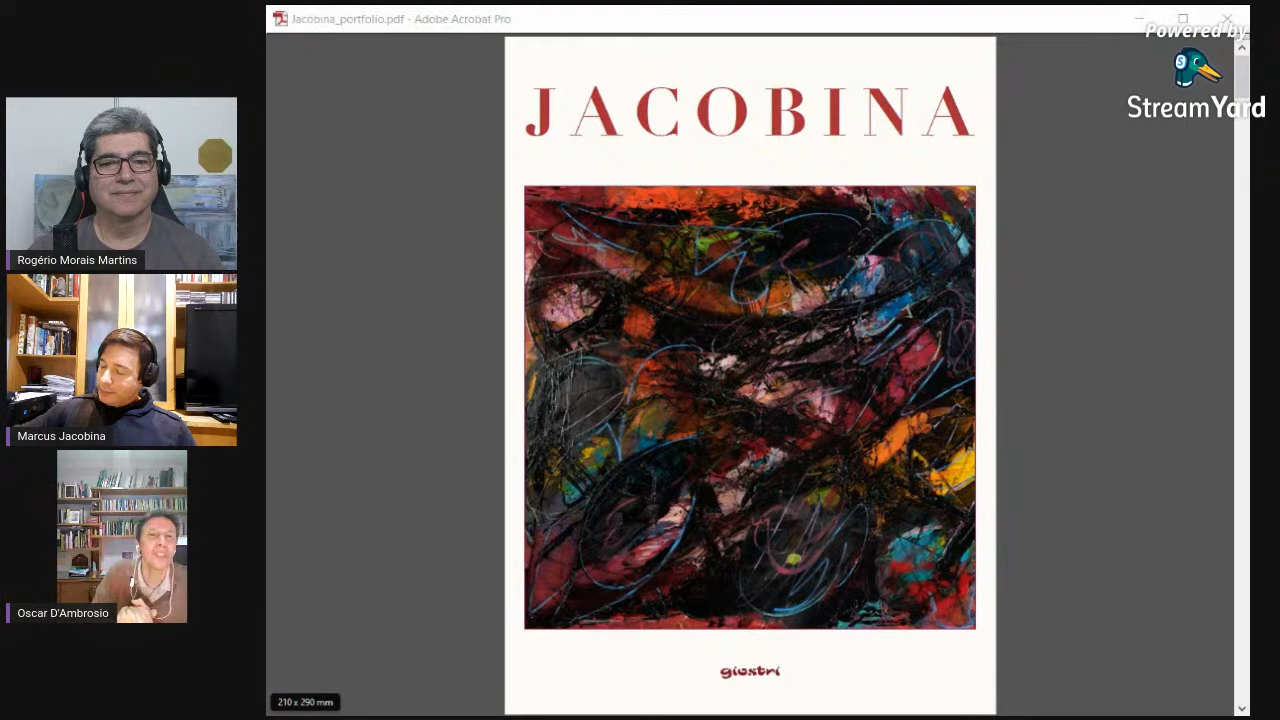 Jacobina_portfolio.pdf - Adobe Acrobat Pro
Powered by
StreamYard
JACOBINA
Rogério Morais Martins
PICASSO
Marcus Jacobina
Oscar D'Ambrosio
giostri
210 x 290 mm